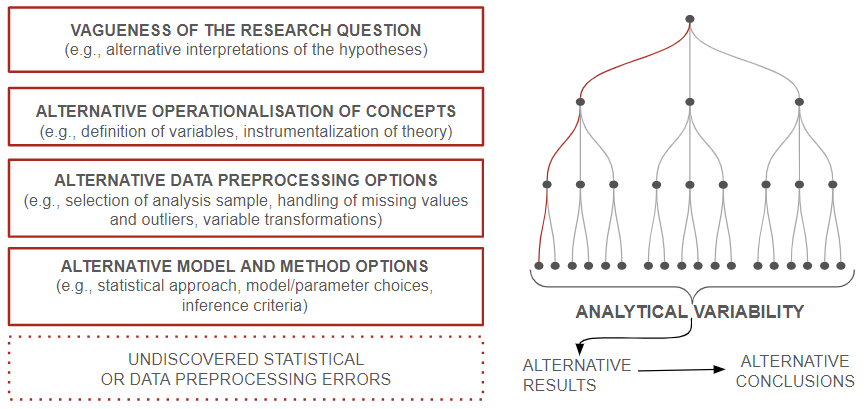 VAGUENESS OF THE RESEARCH QUESTION
(e.g., alternative interpretations of the hypotheses)
ALTERNATIVE OPERATIONALISATION OF CONCEPTS
(e.g., definition of variables, instrumentalization of theory)
ALTERNATIVE DATA PREPROCESSING OPTIONS
(e.g., selection of analysis sample, handling of missing values
and outliers, variable transformations)
ALTERNATIVE MODEL AND METHOD OPTIONS
(e.g., statistical approach, model/parameter choices,
inference criteria)
UNDISCOVERED STATISTICAL
OR DATA PREPROCESSING ERRORS
ANALYTICAL VARIABILITY
ALTERNATIVE
RESULTS
ALTERNATIVE
CONCLUSIONS